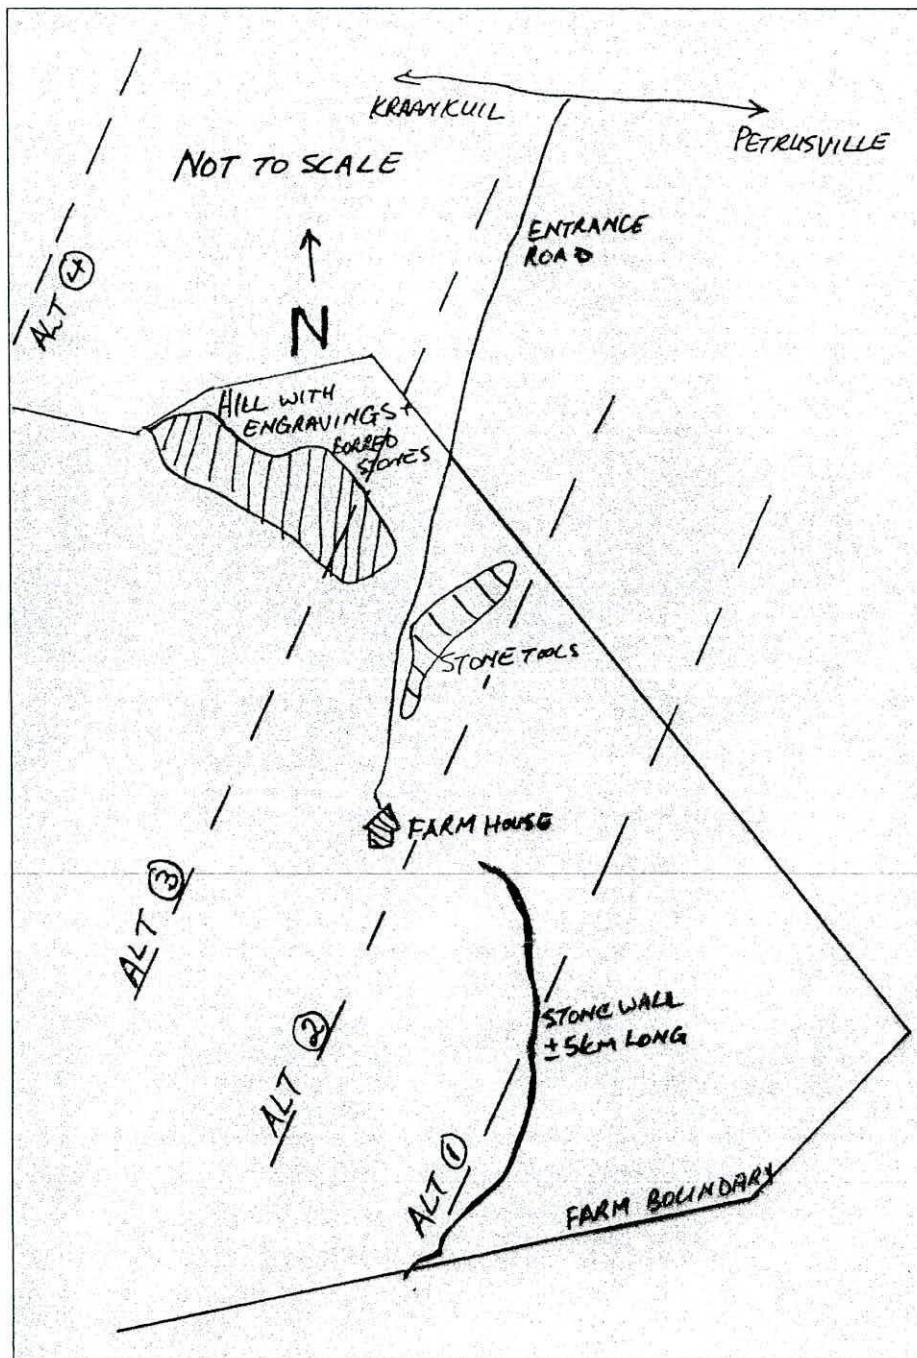 KRAANKUIL
PETRUSVILLE
NOT TO SCALE
ENTRANCE
ROAD
N
ALT 4
HILL WITH
ENGRAVINGS +
BORRED
STONES
STONE TOOLS
FARM HOUSE
ALT 3
STONE WALL
± 5km LONG
ALT 2
ALT 1
FARM BOUNDARY